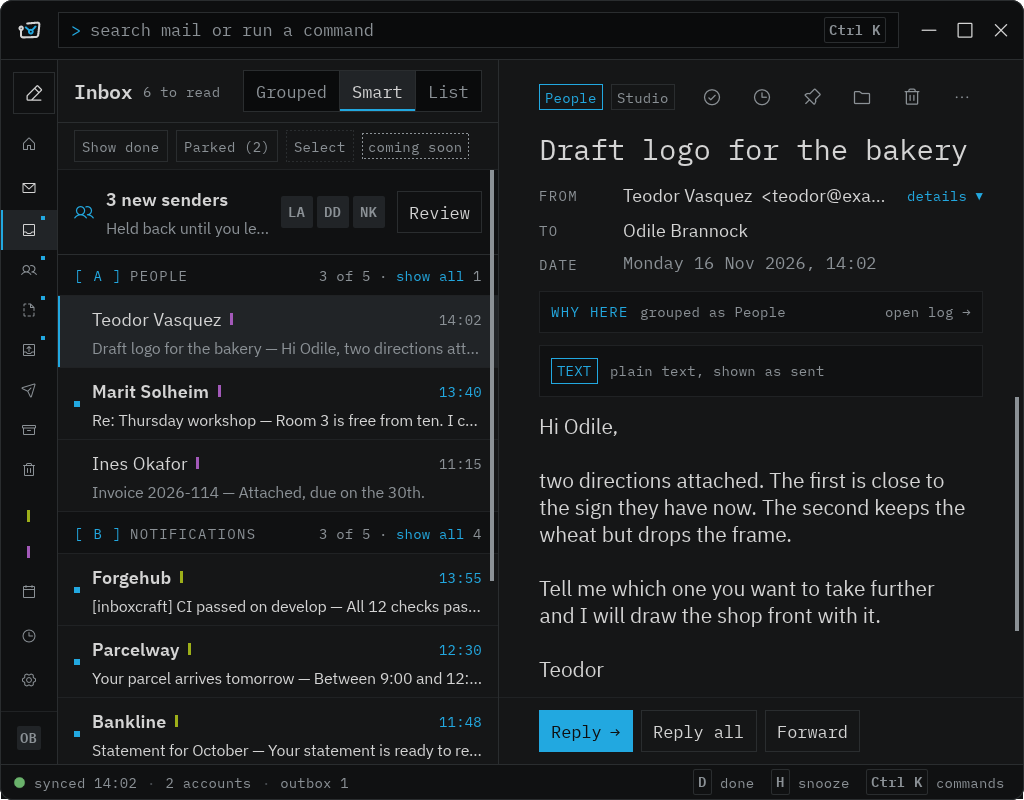 > search mail or run a command Ctrl K
Inbox 6 to read Grouped Smart List
Show done Parked (2) Select coming soon
3 new senders
Held back until you le... LA DD NK Review
[ A ] PEOPLE 3 of 5 · show all 1
Teodor Vasquez 14:02
Draft logo for the bakery — Hi Odile, two directions att...
Marit Solheim 13:40
Re: Thursday workshop — Room 3 is free from ten. I c...
Ines Okafor 11:15
Invoice 2026-114 — Attached, due on the 30th.
[ B ] NOTIFICATIONS 3 of 5 · show all 4
Forgehub 13:55
[inboxcraft] CI passed on develop — All 12 checks pas...
Parcelway 12:30
Your parcel arrives tomorrow — Between 9:00 and 12:...
Bankline 11:48
Statement for October — Your statement is ready to re...
OB
People Studio
Draft logo for the bakery
FROM Teodor Vasquez <teodor@exa... details ▾
TO Odile Brannock
DATE Monday 16 Nov 2026, 14:02
WHY HERE grouped as People open log →
TEXT plain text, shown as sent
Hi Odile,
two directions attached. The first is close to
the sign they have now. The second keeps the
wheat but drops the frame.
Tell me which one you want to take further
and I will draw the shop front with it.
Teodor
Reply → Reply all Forward
synced 14:02 · 2 accounts · outbox 1 D done H snooze Ctrl K commands